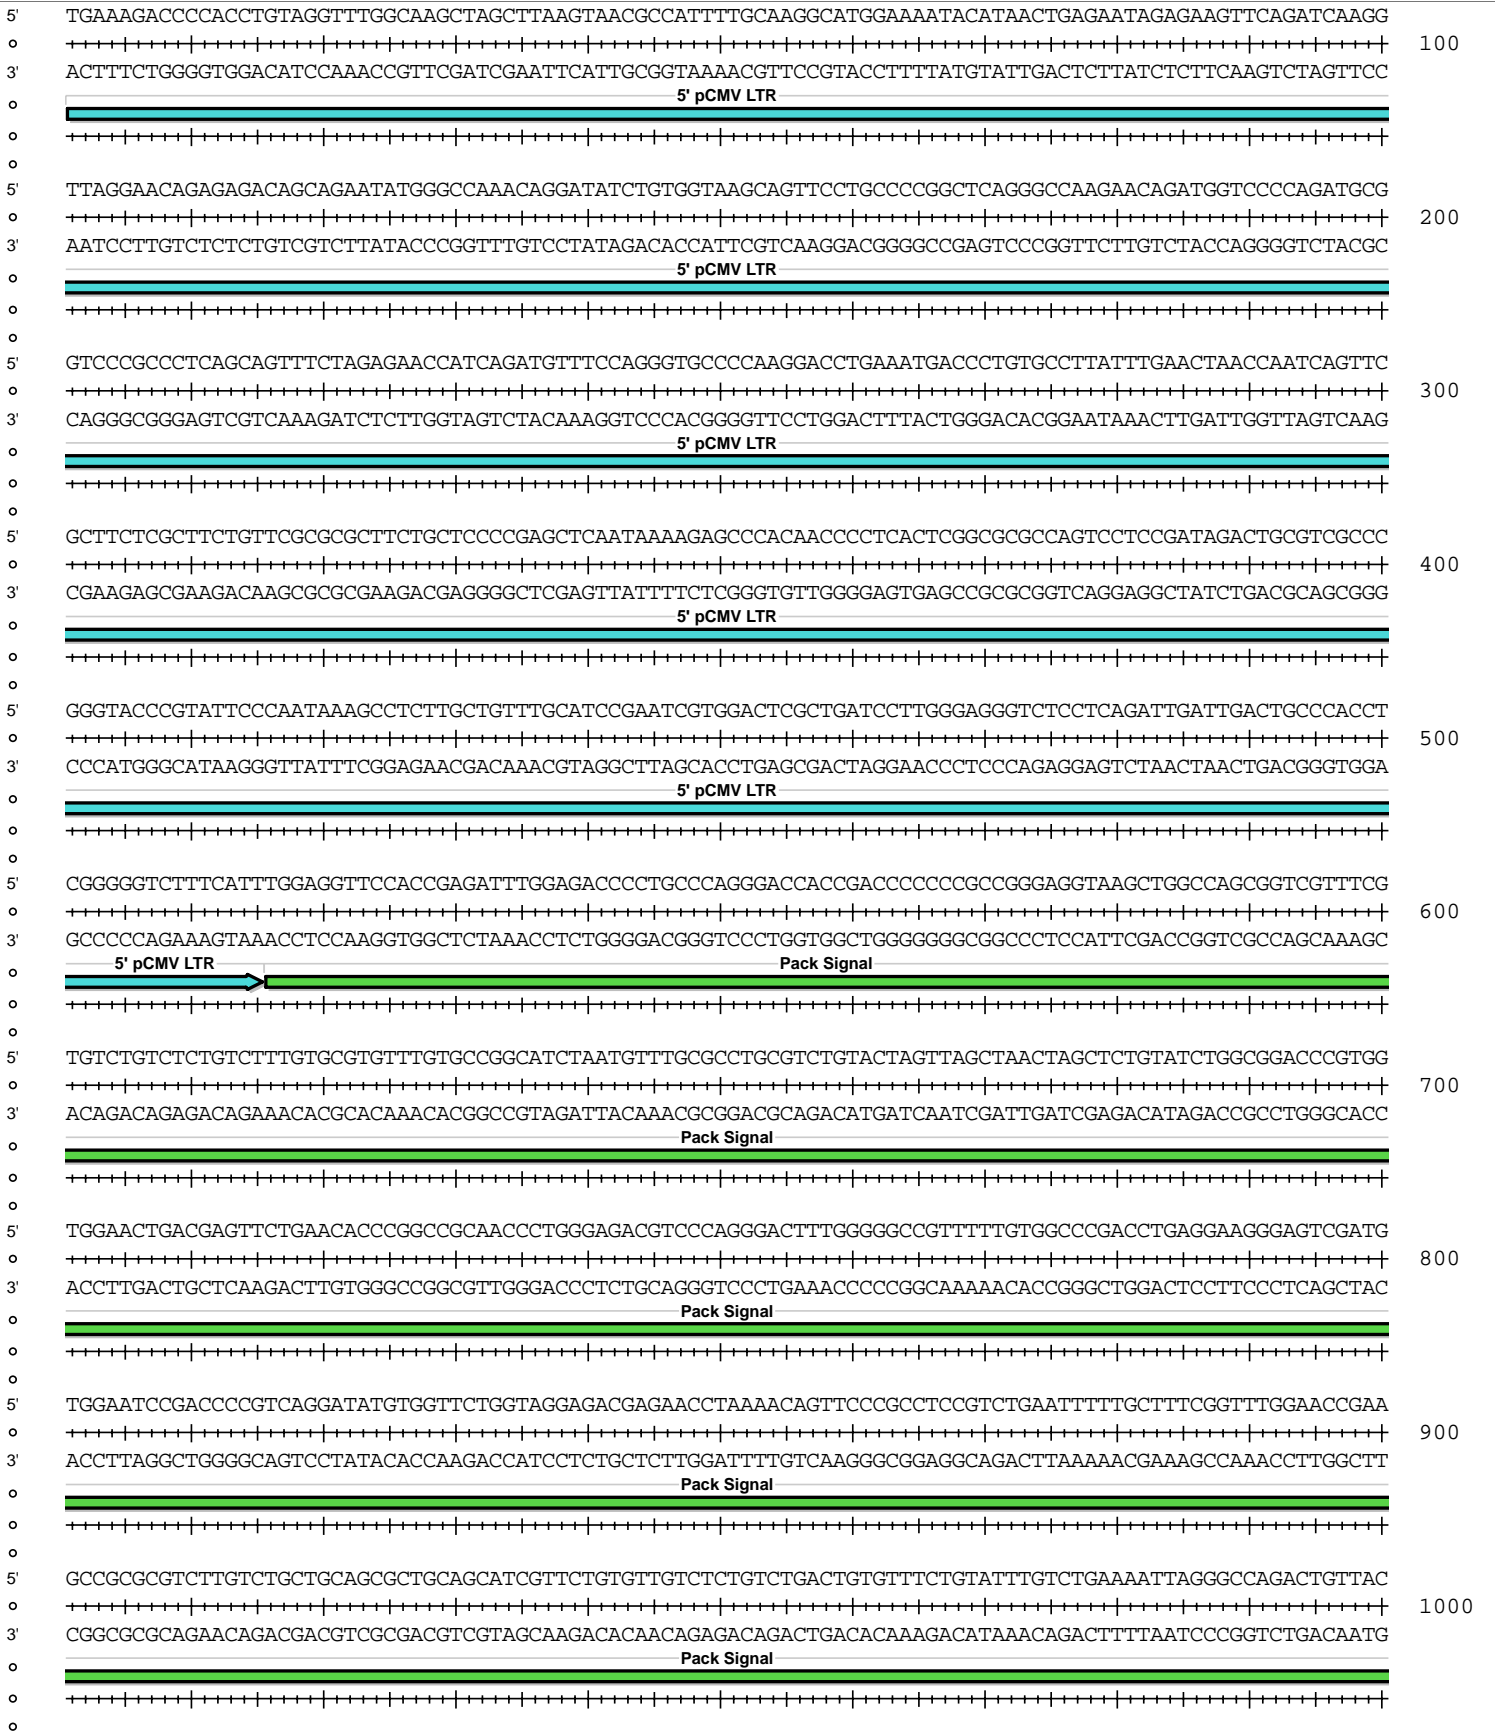 5' TGAAAGACCCCACCTGTAGGTTTGGCAAGCTAGCTTAAGTAACGCCATTTTGCAAGGCATGGAAAATACATAACTGAGAATAGAGAAGTTCAGATCAAGG
100
3' ACTTTCTGGGGTGGACATCCAAACCGTTCGATCGAATTCATTGCGGTAAAACGTTCCGTACCTTTTATGTATTGACTCTTATCTCTTCAAGTCTAGTTCC
5' pCMV LTR
5' TTAGGAACAGAGAGACAGCAGAATATGGGCCAAACAGGATATCTGTGGTAAGCAGTTCCTGCCCCGGCTCAGGGCCAAGAACAGATGGTCCCCAGATGCG
200
3' AATCCTTGTCTCTCTGTCGTCTTATACCCGGTTTGTCCTATAGACACCATTCGTCAAGGACGGGGCCGAGTCCCGGTTCTTGTCTACCAGGGGTCTACGC
5' pCMV LTR
5' GTCCCGCCCTCAGCAGTTTCTAGAGAACCATCAGATGTTTCCAGGGTGCCCCAAGGACCTGAAATGACCCTGTGCCTTATTTGAACTAACCAATCAGTTC
300
3' CAGGGCGGGAGTCGTCAAAGATCTCTTGGTAGTCTACAAAGGTCCCACGGGGTTCCTGGACTTTACTGGGACACGGAATAAACTTGATTGGTTAGTCAAG
5' pCMV LTR
5' GCTTCTCGCTTCTGTTCGCGCGCTTCTGCTCCCCGAGCTCAATAAAAGAGCCCACAACCCCTCACTCGGCGCGCCAGTCCTCCGATAGACTGCGTCGCCC
400
3' CGAAGAGCGAAGACAAGCGCGCGAAGACGAGGGGCTCGAGTTATTTTCTCGGGTGTTGGGGAGTGAGCCGCGCGGTCAGGAGGCTATCTGACGCAGCGGG
5' pCMV LTR
5' GGGTACCCGTATTCCCAATAAAGCCTCTTGCTGTTTGCATCCGAATCGTGGACTCGCTGATCCTTGGGAGGGTCTCCTCAGATTGATTGACTGCCCACCT
500
3' CCCATGGGCATAAGGGTTATTTCGGAGAACGACAAACGTAGGCTTAGCACCTGAGCGACTAGGAACCCTCCCAGAGGAGTCTAACTAACTGACGGGTGGA
5' pCMV LTR
5' CGGGGGTCTTTCATTTGGAGGTTCCACCGAGATTTGGAGACCCCTGCCCAGGGACCACCGACCCCCCCGCCGGGAGGTAAGCTGGCCAGCGGTCGTTTCG
600
3' GCCCCCAGAAAGTAAACCTCCAAGGTGGCTCTAAACCTCTGGGGACGGGTCCCTGGTGGCTGGGGGGGCGGCCCTCCATTCGACCGGTCGCCAGCAAAGC
5' pCMV LTR Pack Signal
5' TGTCTGTCTCTGTCTTTGTGCGTGTTTGTGCCGGCATCTAATGTTTGCGCCTGCGTCTGTACTAGTTAGCTAACTAGCTCTGTATCTGGCGGACCCGTGG
700
3' ACAGACAGAGACAGAAACACGCACAAACACGGCCGTAGATTACAAACGCGGACGCAGACATGATCAATCGATTGATCGAGACATAGACCGCCTGGGCACC
Pack Signal
5' TGGAACTGACGAGTTCTGAACACCCGGCCGCAACCCTGGGAGACGTCCCAGGGACTTTGGGGGCCGTTTTTGTGGCCCGACCTGAGGAAGGGAGTCGATG
800
3' ACCTTGACTGCTCAAGACTTGTGGGCCGGCGTTGGGACCCTCTGCAGGGTCCCTGAAACCCCCGGCAAAAACACCGGGCTGGACTCCTTCCCTCAGCTAC
Pack Signal
5' TGGAATCCGACCCCGTCAGGATATGTGGTTCTGGTAGGAGACGAGAACCTAAAACAGTTCCCGCCTCCGTCTGAATTTTTGCTTTCGGTTTGGAACCGAA
900
3' ACCTTAGGCTGGGGCAGTCCTATACACCAAGACCATCCTCTGCTCTTGGATTTTGTCAAGGGCGGAGGCAGACTTAAAAACGAAAGCCAAACCTTGGCTT
Pack Signal
5' GCCGCGCGTCTTGTCTGCTGCAGCGCTGCAGCATCGTTCTGTGTTGTCTCTGTCTGACTGTGTTTCTGTATTTGTCTGAAAATTAGGGCCAGACTGTTAC
1000
3' CGGCGCGCAGAACAGACGACGTCGCGACGTCGTAGCAAGACACAACAGAGACAGACTGACACAAAGACATAAACAGACTTTTAATCCCGGTCTGACAATG
Pack Signal